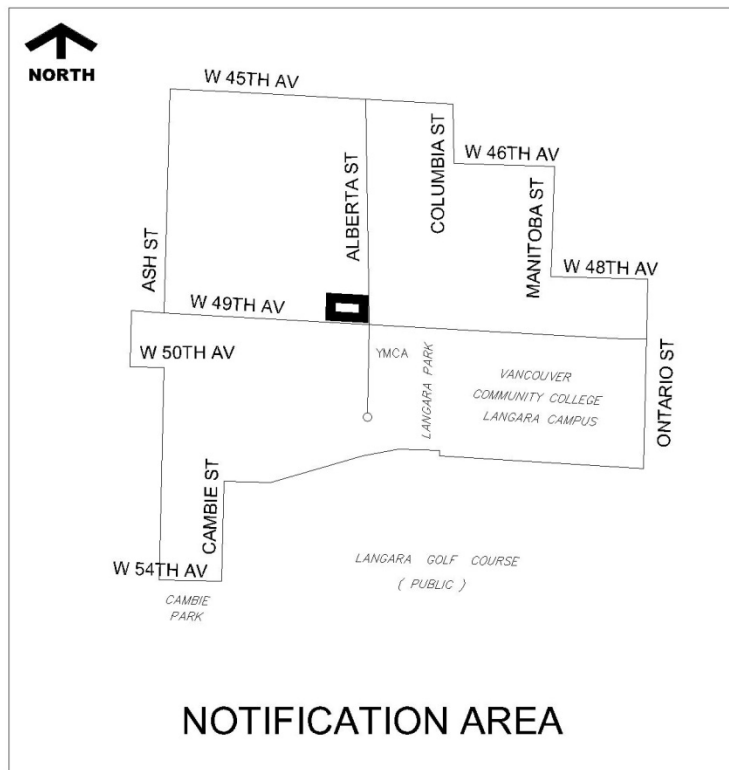 NORTH
W 45TH AV
COLUMBIA ST
W 46TH AV
ALBERTA ST
MANITOBA ST
ASH ST
W 48TH AV
W 49TH AV
W 50TH AV
YMCA
LANGARA PARK
VANCOUVER
COMMUNITY COLLEGE
LANGARA CAMPUS
ONTARIO ST
CAMBIE ST
W 54TH AV
LANGARA GOLF COURSE
( PUBLIC )
CAMBIE
PARK
NOTIFICATION AREA